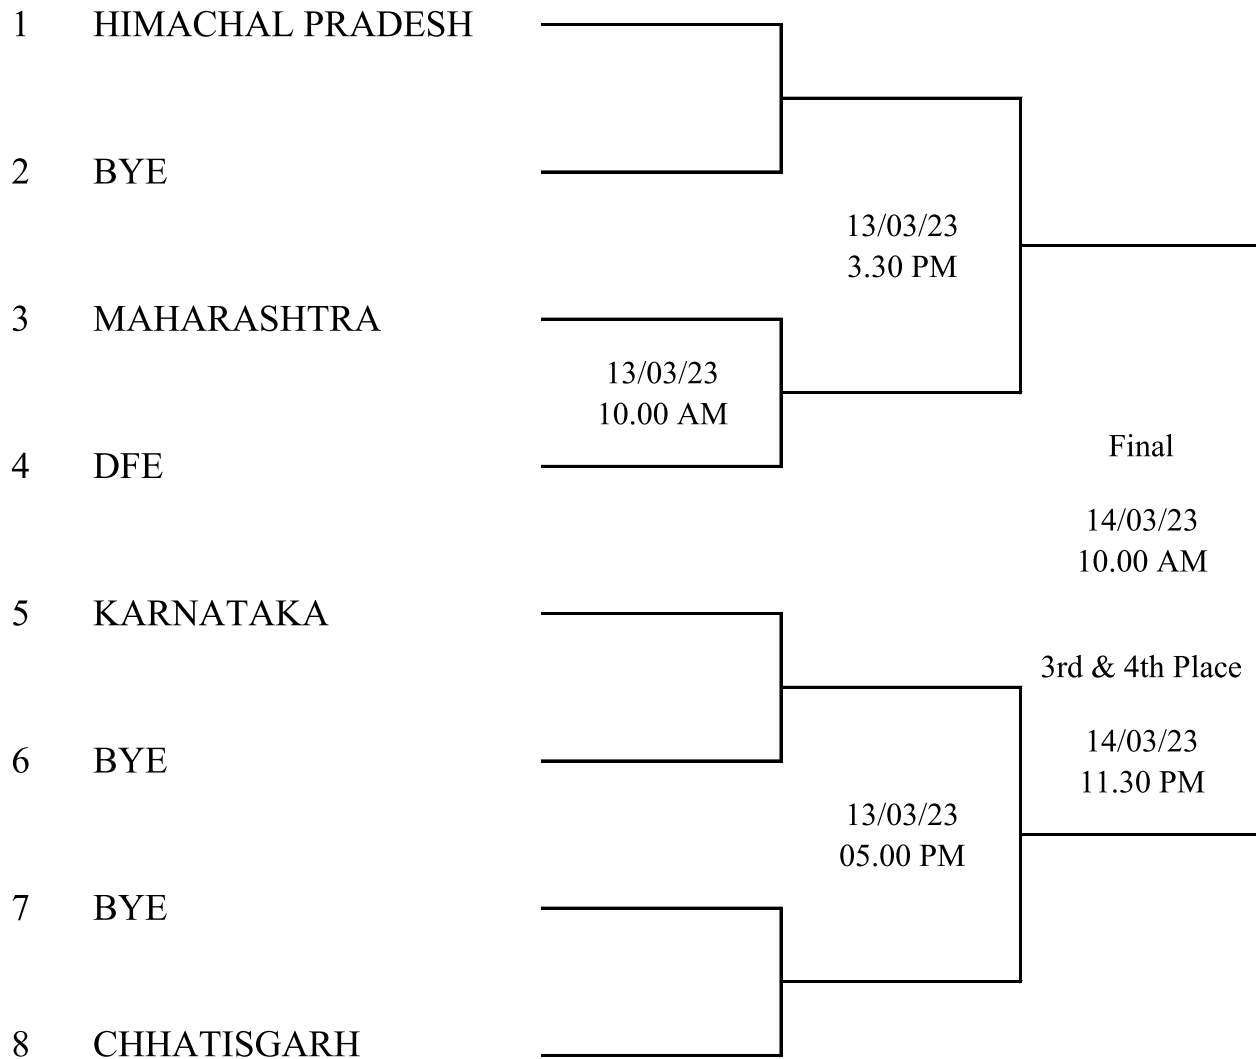 1 HIMACHAL PRADESH
2 BYE
13/03/23
3.30 PM
3 MAHARASHTRA
13/03/23
10.00 AM
Final
4 DFE
14/03/23
10.00 AM
5 KARNATAKA
3rd & 4th Place
14/03/23
11.30 PM
6 BYE
13/03/23
05.00 PM
7 BYE
8 CHHATISGARH